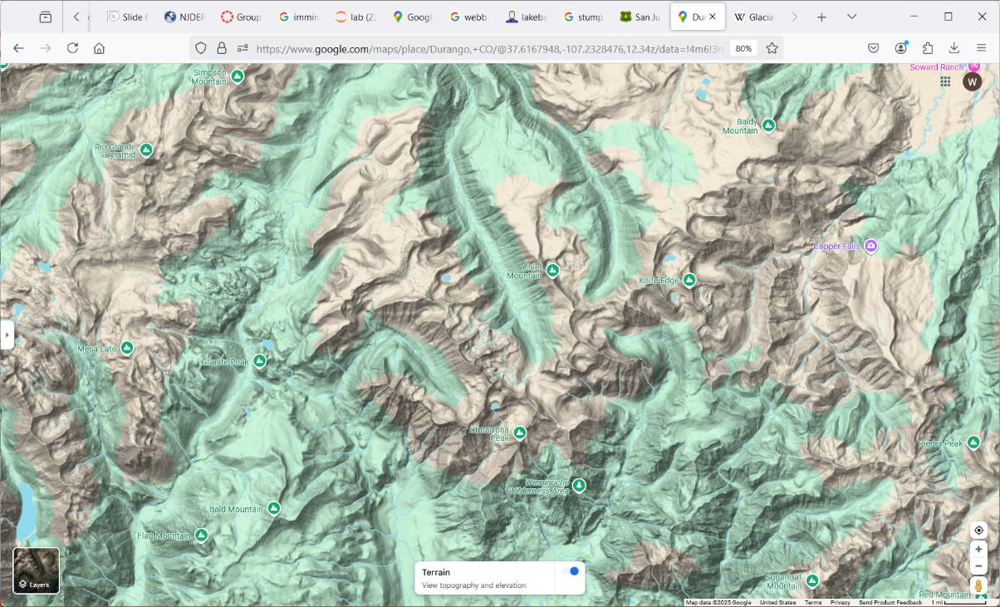 Slide 6
NJDEP
Group
immin
lab (2)
Googl
webb
lakeba
stump
San Ju
Du
Glacia
https://www.google.com/maps/place/Durango,+CO/@37.6167948,-107.2328476,12.34z/data=!4m6!3m
80%
Soward Ranch
W
Simpson
Mountain
Baldy
Mountain
Rio Grande
Pyramid
Copper Falls
Chief
Mountain
Knife Edge
Mesa Lato
Granite Peak
Cimarrona
Peak
Piedra Peak
Weminuche
Wilderness Area
Bald Mountain
Flag Mountain
Terrain
View topography and elevation
Layers
Sugarloaf
Mountain
Red Mountain
Map data ©2025 Google United States Terms Privacy Send Product Feedback 1 mi